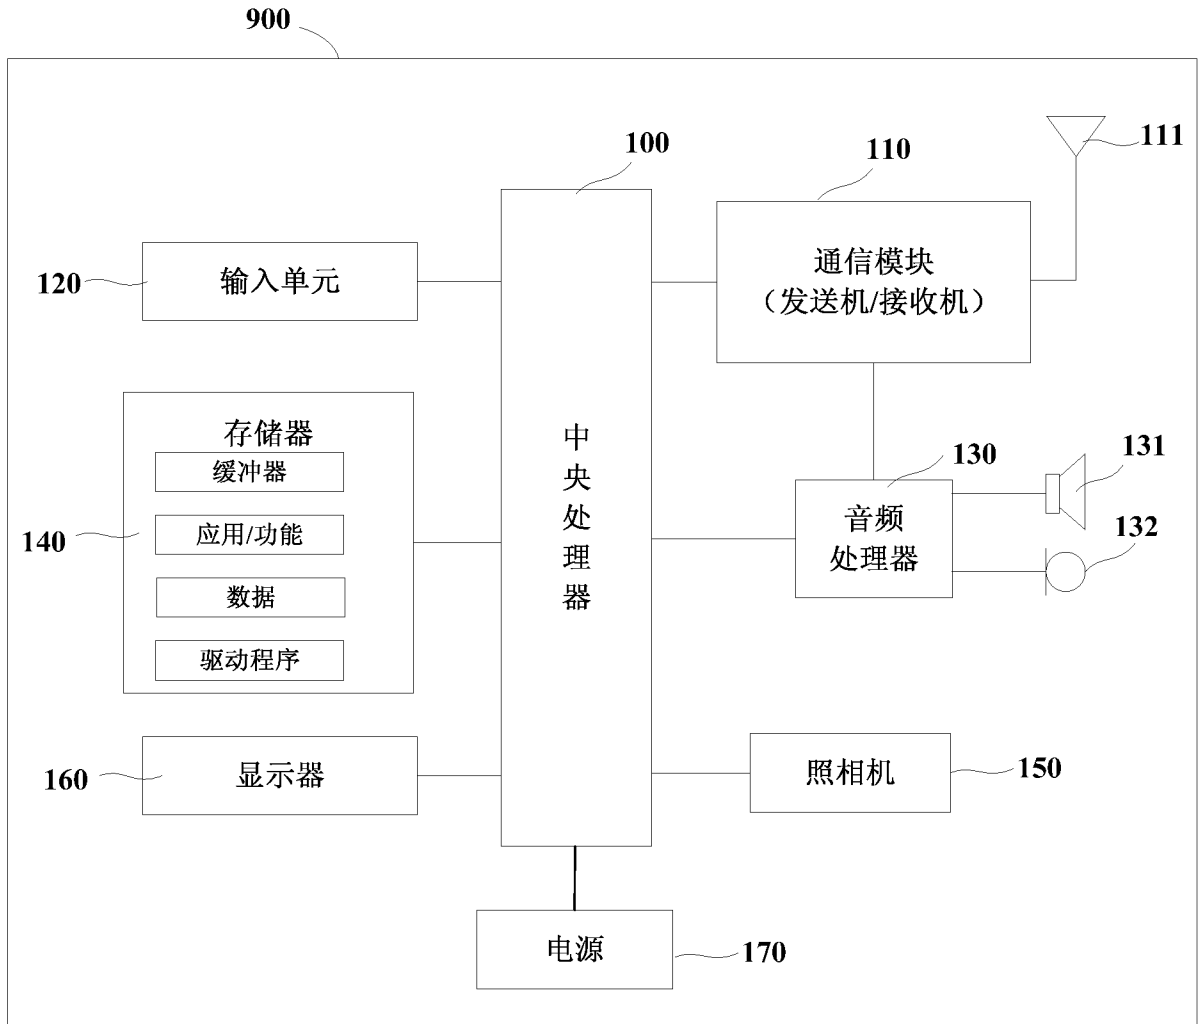 900
100
110
111
120
输入单元
通信模块
（发送机/接收机）
存储器
缓冲器
应用/功能
数据
驱动程序
140
中
央
处
理
器
130
音频
处理器
131
132
160
显示器
照相机
150
电源
170